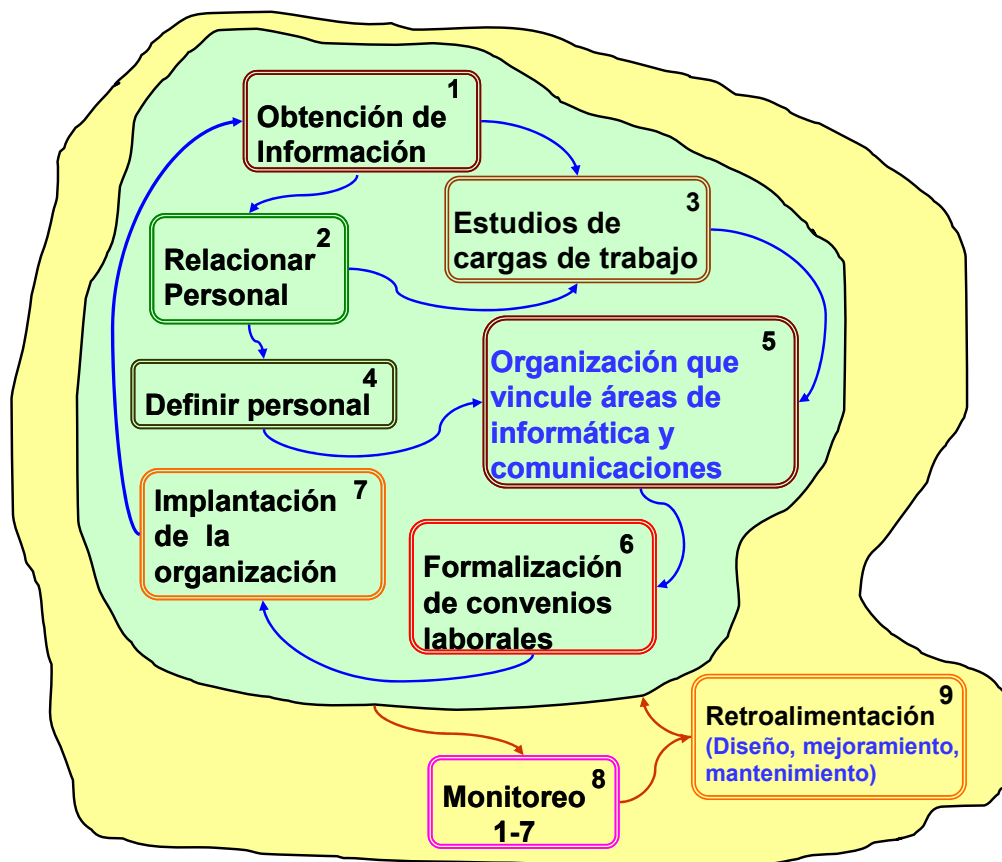 1
Obtención de
Información
2
Relacionar
Personal
3
Estudios de
cargas de trabajo
4
Definir personal
5
Organización que
vincule áreas de
informática y
comunicaciones
6
Formalización
de convenios
laborales
7
Implantación
de la
organización
8
Monitoreo
1-7
9
Retroalimentación
(Diseño, mejoramiento,
mantenimiento)